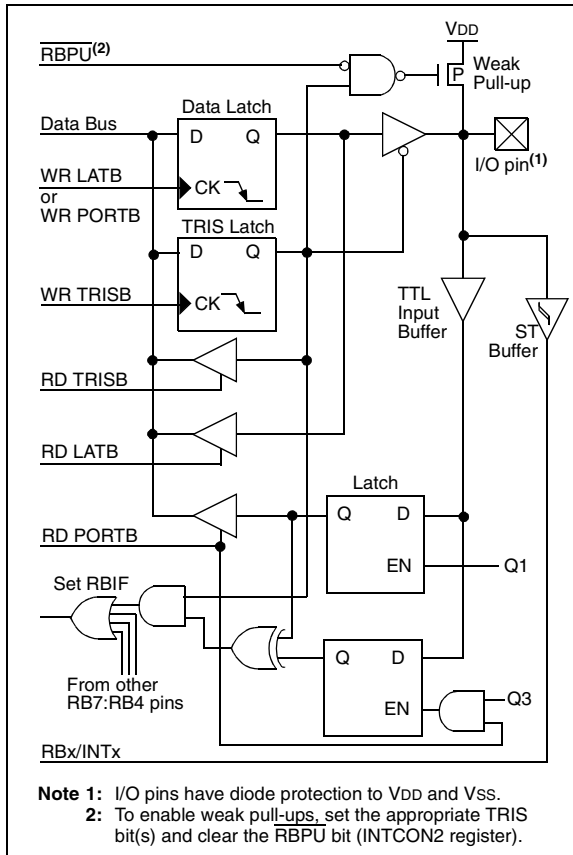 VDD
RBPU(2)
Weak
Pull-up
P
Data Latch
Data Bus
D Q
I/O pin(1)
WR LATB
or
WR PORTB
CK
TRIS Latch
D Q
WR TRISB
CK
TTL
Input
Buffer
ST
Buffer
RD TRISB
RD LATB
Latch
Q D
RD PORTB
EN
Q1
Set RBIF
Q D
From other
RB7:RB4 pins
EN
Q3
RBx/INTx
Note 1: I/O pins have diode protection to VDD and VSS.
2: To enable weak pull-ups, set the appropriate TRIS
bit(s) and clear the RBPU bit (INTCON2 register).